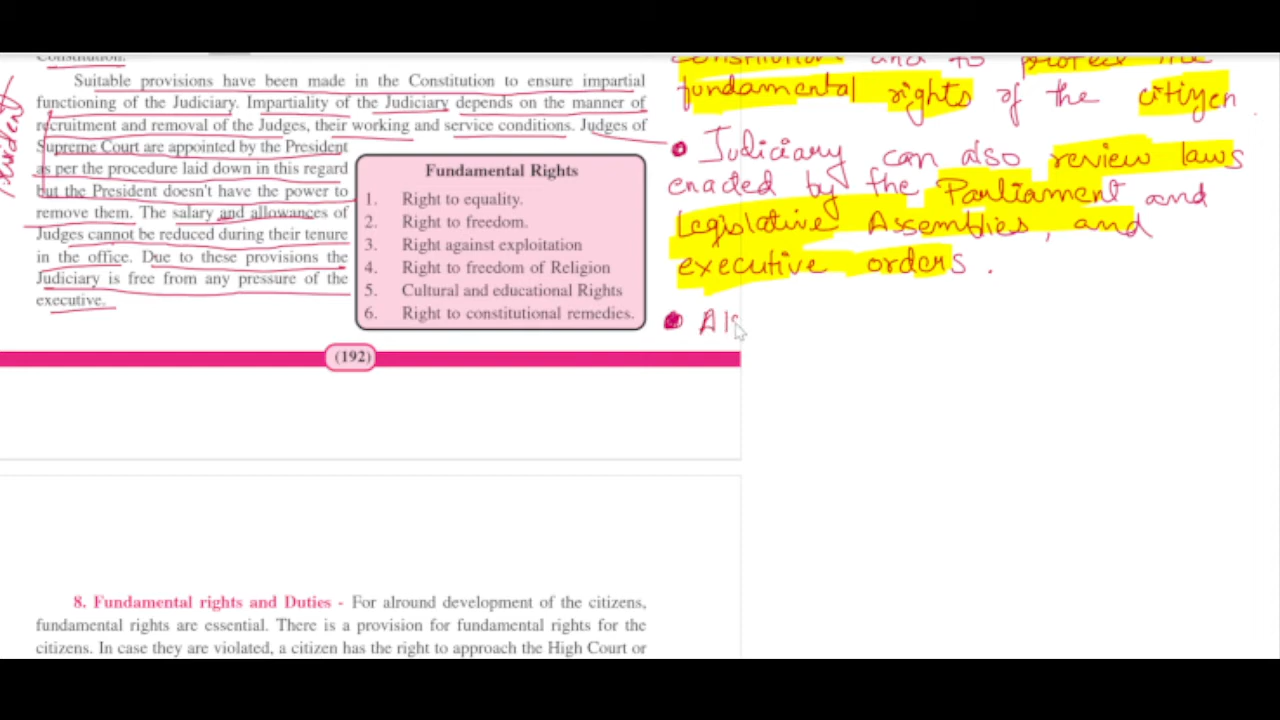 Constitution.
Suitable provisions have been made in the Constitution to ensure impartial
functioning of the Judiciary. Impartiality of the Judiciary depends on the manner of
recruitment and removal of the Judges, their working and service conditions. Judges of
Supreme Court are appointed by the President
as per the procedure laid down in this regard
but the President doesn't have the power to
remove them. The salary and allowances of
Judges cannot be reduced during their tenure
in the office. Due to these provisions the
Judiciary is free from any pressure of the
executive.
Fundamental Rights
1. Right to equality.
2. Right to freedom.
3. Right against exploitation
4. Right to freedom of Religion
5. Cultural and educational Rights
6. Right to constitutional remedies.
(192)
8. Fundamental rights and Duties - For alround development of the citizens,
fundamental rights are essential. There is a provision for fundamental rights for the
citizens. In case they are violated, a citizen has the right to approach the High Court or
and to protect the
fundamental rights of the citizen.
• Judiciary can also review laws
enacted by the Parliament and
Legislative Assemblies, and
executive orders.
• Als